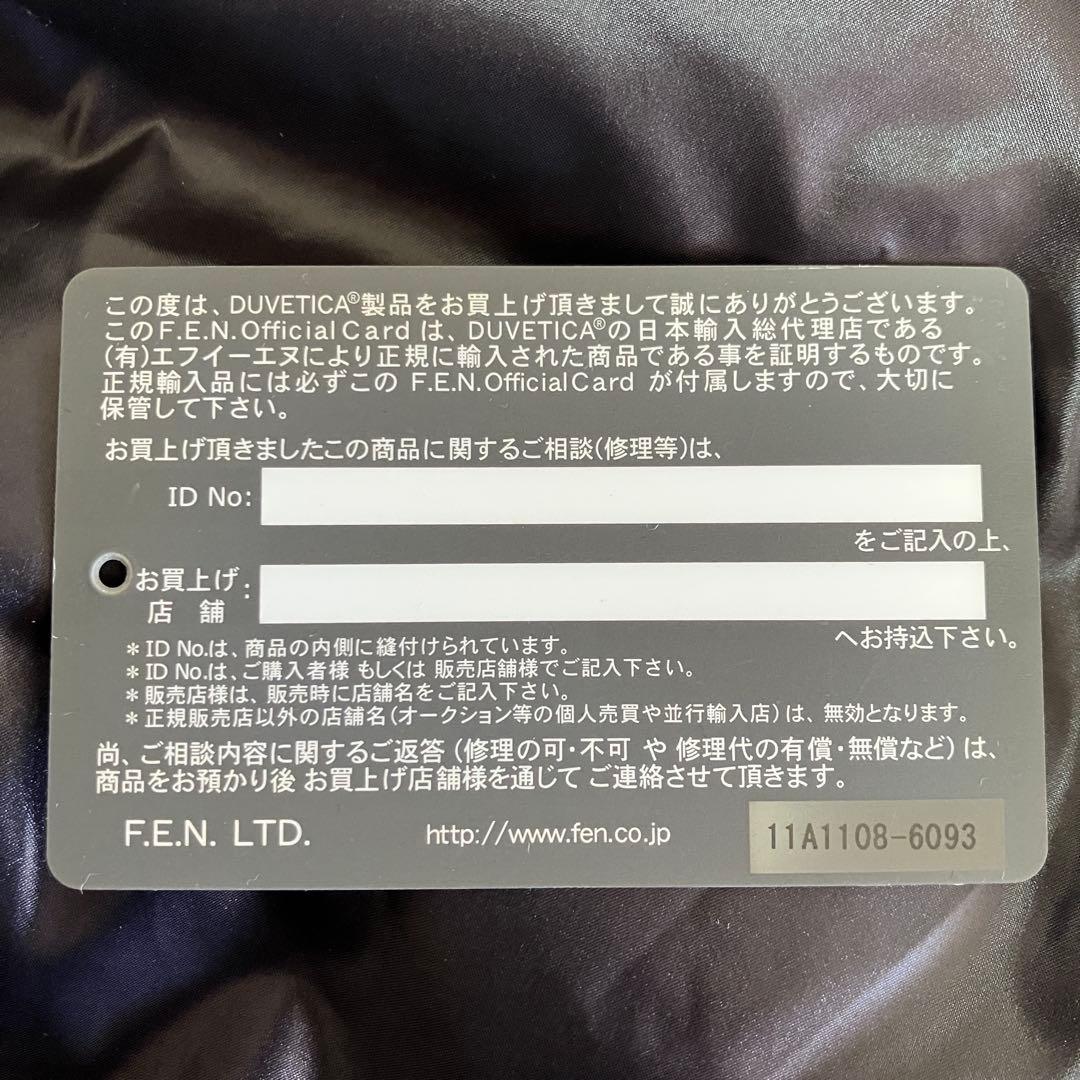 この度は、DUVETICA®製品をお買上げ頂きまして誠にありがとうございます。
このF.E.N.OfficialCardは、DUVETICA®の日本輸入総代理店である
(有)エフイーエヌにより正規に輸入された商品である事を証明するものです。
正規輸入品には必ずこの F.E.N.OfficialCard が付属しますので、大切に
保管して下さい。
お買上げ頂きましたこの商品に関するご相談(修理等)は、
ID No:
をご記入の上、
お買上げ
店 舗 :
へお持込下さい。
＊ID No.は、商品の内側に縫付けられています。
＊ID No.は、ご購入者様 もしくは 販売店舗様でご記入下さい。
＊販売店様は、販売時に店舗名をご記入下さい。
＊正規販売店以外の店舗名(オークション等の個人売買や並行輸入店)は、無効となります。
尚、ご相談内容に関するご返答(修理の可・不可 や 修理代の有償・無償など)は、
商品をお預かり後 お買上げ店舗様を通じて ご連絡させて頂きます。
F.E.N. LTD. http://www.fen.co.jp 11A1108-6093